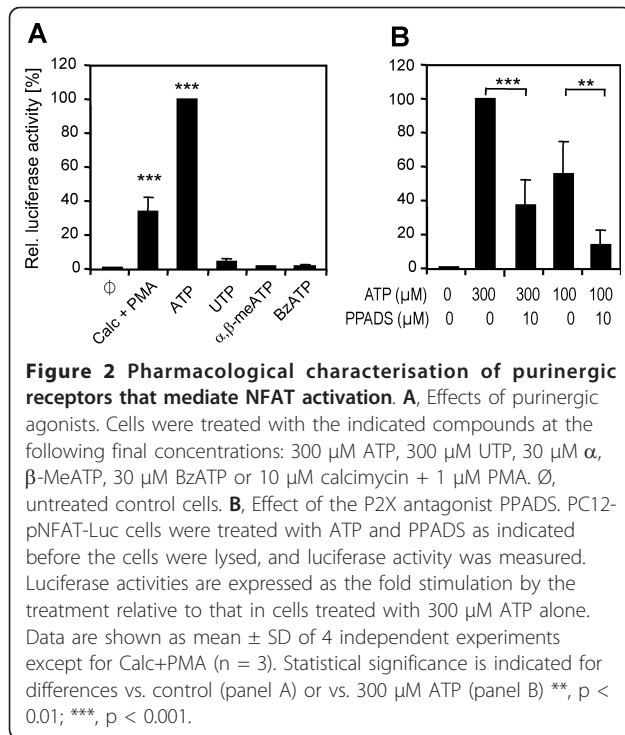 A
B
Rel. luciferase activity [%]
120
100
80
60
40
20
0
***
***
Φ
Calc + PMA
ATP
UTP
α,β-meATP
BzATP
120
100
80
60
40
20
0
***
**
ATP (µM) 0 300 300 100 100
PPADS (µM) 0 0 10 0 10
Figure 2 Pharmacological characterisation of purinergic
receptors that mediate NFAT activation. A, Effects of purinergic
agonists. Cells were treated with the indicated compounds at the
following final concentrations: 300 µM ATP, 300 µM UTP, 30 µM α,
β-MeATP, 30 µM BzATP or 10 µM calcimycin + 1 µM PMA. Ø,
untreated control cells. B, Effect of the P2X antagonist PPADS. PC12-
pNFAT-Luc cells were treated with ATP and PPADS as indicated
before the cells were lysed, and luciferase activity was measured.
Luciferase activities are expressed as the fold stimulation by the
treatment relative to that in cells treated with 300 µM ATP alone.
Data are shown as mean ± SD of 4 independent experiments
except for Calc+PMA (n = 3). Statistical significance is indicated for
differences vs. control (panel A) or vs. 300 µM ATP (panel B) **, p <
0.01; ***, p < 0.001.